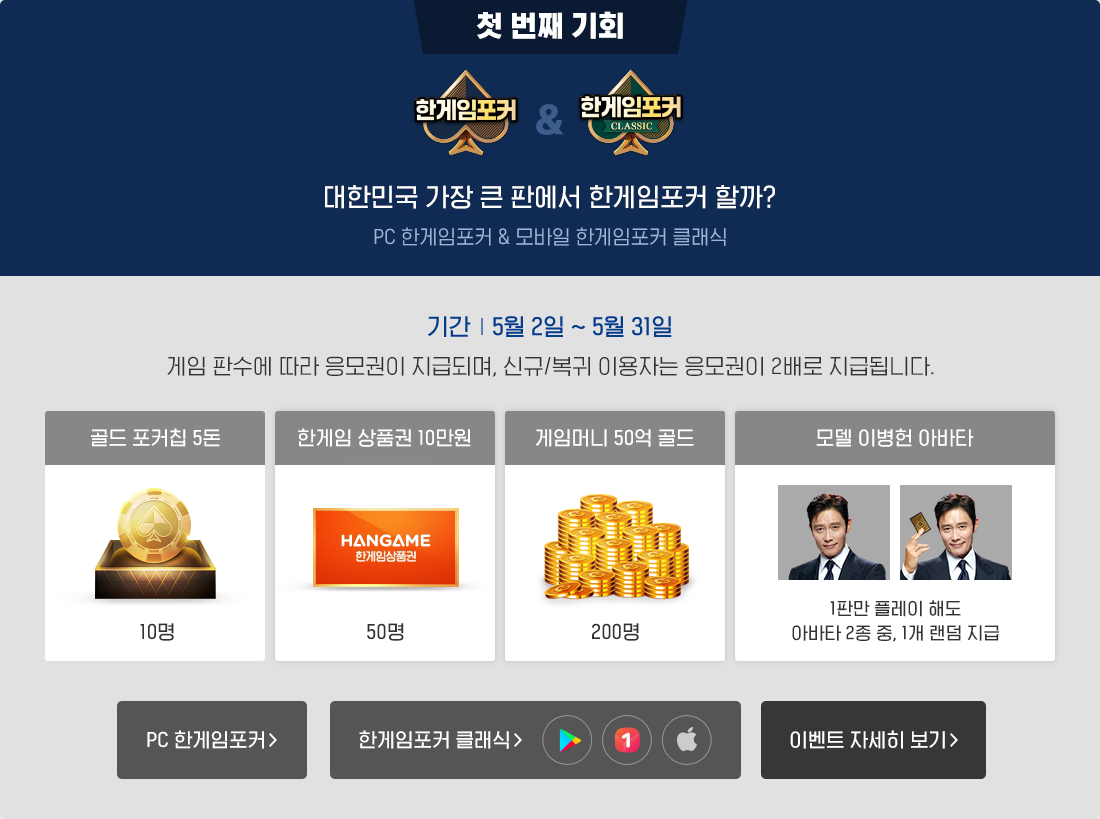 첫 번째 기회
한게임포커
&
한게임포커
CLASSIC
대한민국 가장 큰 판에서 한게임포커 할까?
PC 한게임포커 & 모바일 한게임포커 클래식
기간 | 5월 2일 ~ 5월 31일
게임 판수에 따라 응모권이 지급되며, 신규/복귀 이용자는 응모권이 2배로 지급됩니다.
골드 포커칩 5돈
10명
한게임 상품권 10만원
HANGAME
한게임상품권
50명
게임머니 50억 골드
200명
모델 이병헌 아바타
1판만 플레이 해도
아바타 2종 중, 1개 랜덤 지급
PC 한게임포커 >
한게임포커 클래식 >
1
이벤트 자세히 보기 >